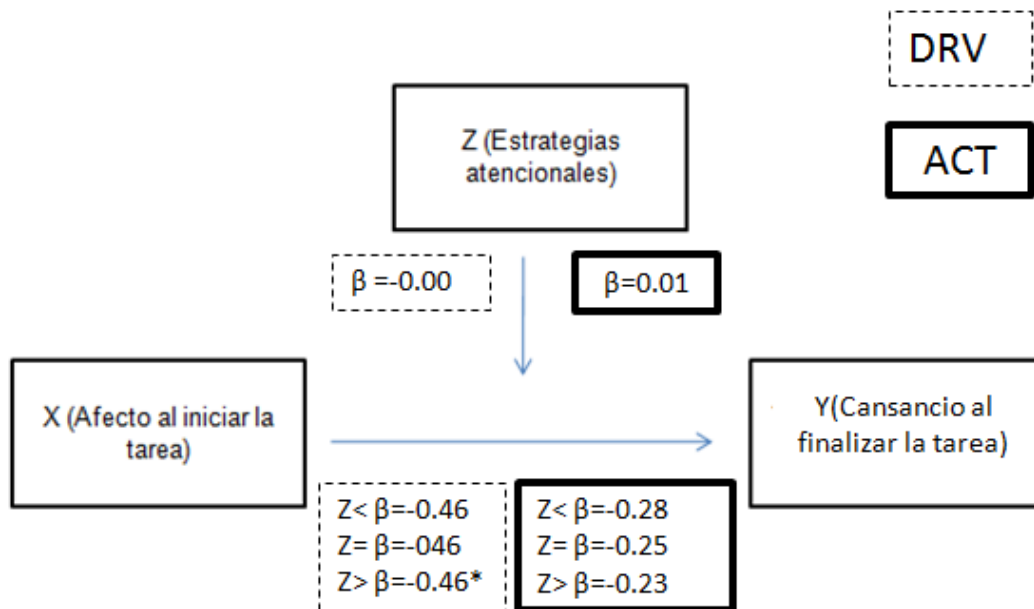 DRV
ACT
Z (Estrategias
atencionales)
β =-0.00
β=0.01
X (Afecto al iniciar la
tarea)
Y(Cansancio al
finalizar la tarea)
Z< β=-0.46
Z= β=-046
Z> β=-0.46*
Z< β=-0.28
Z= β=-0.25
Z> β=-0.23